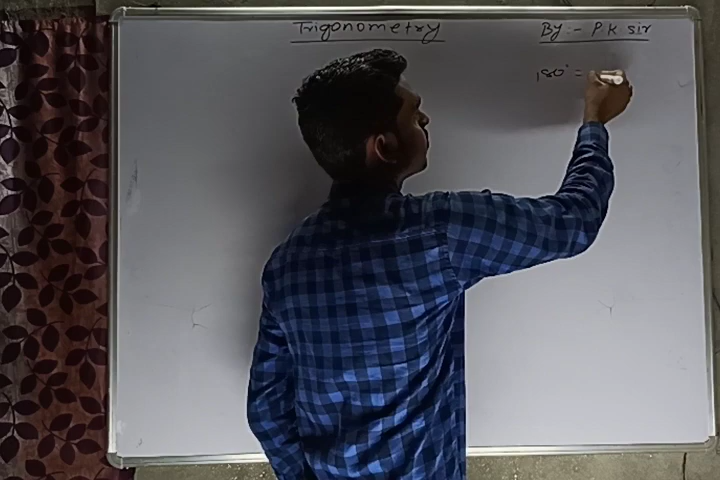 Trigonometry
By :- P.K sir
180° =